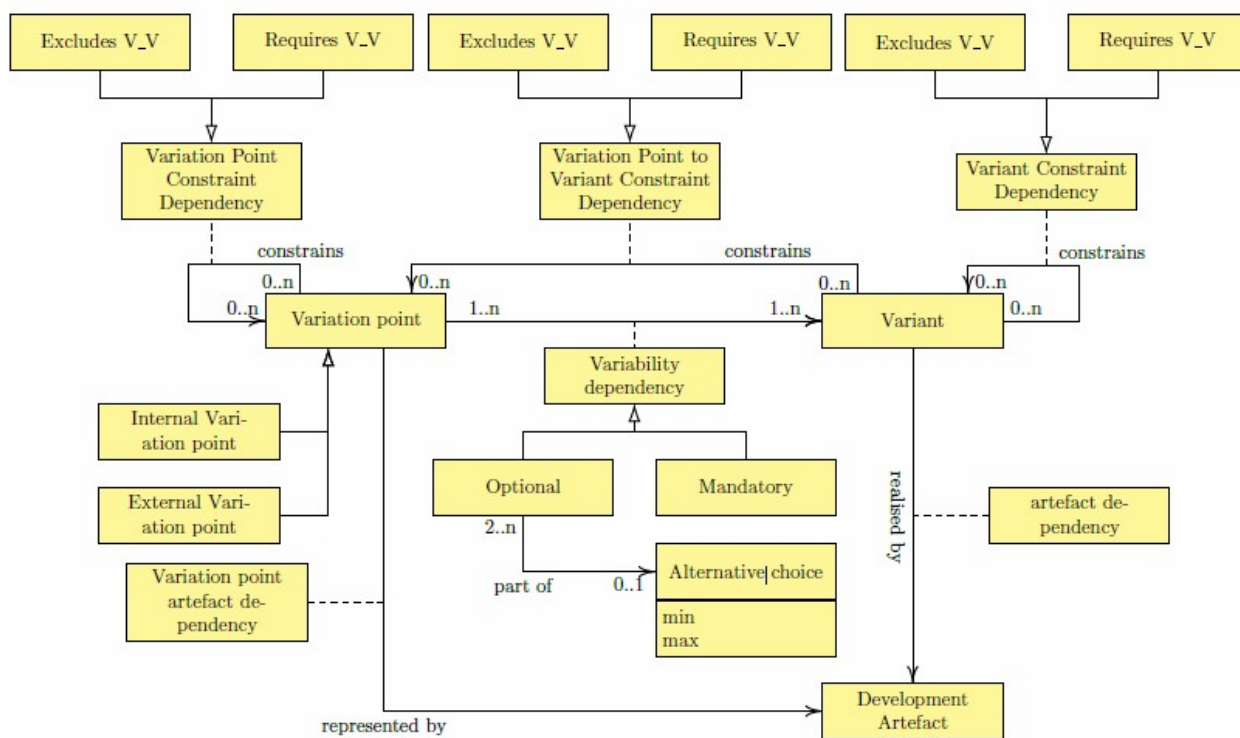 Excludes V_V
Requires V_V
Excludes V_V
Requires V_V
Excludes V_V
Requires V_V
Variation Point
Constraint
Dependency
Variation Point to
Variant Constraint
Dependency
Variant Constraint
Dependency
constrains
constrains
constrains
0..n
0..n
0..n
0..n
0..n
0..n
Variation point
1..n
1..n
Variant
Variability
dependency
Internal Vari-
ation point
External Vari-
ation point
Optional
Mandatory
realised by
artefact de-
pendency
2..n
part of
0..1
Alternative choice
min
max
Variation point
artefact de-
pendency
represented by
Development
Artefact